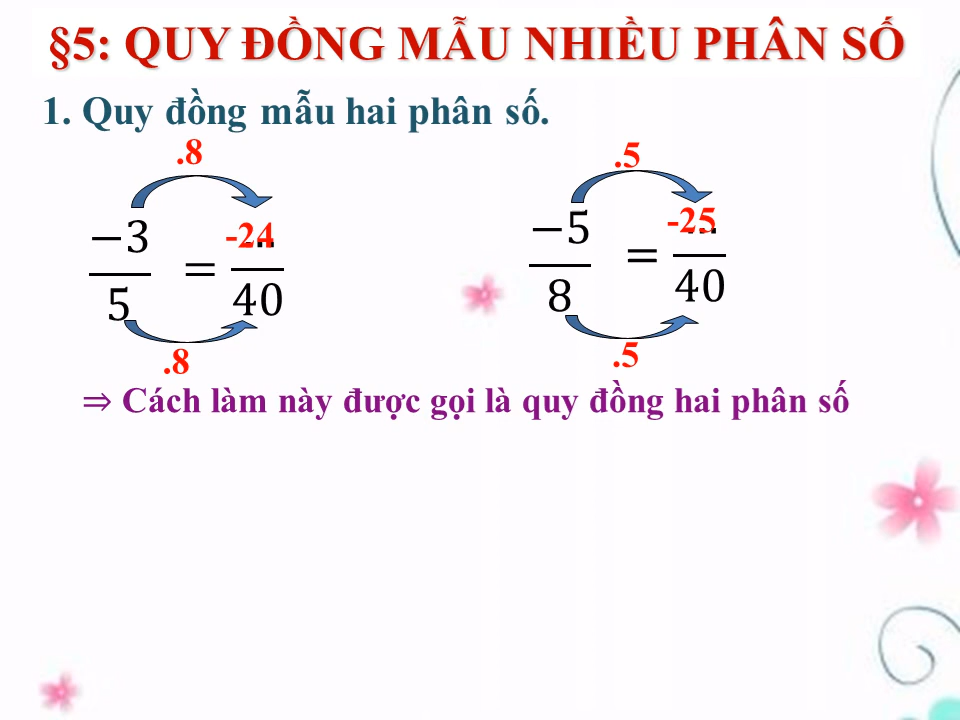 §5: QUY ĐỒNG MẪU NHIỀU PHÂN SỐ
1. Quy đồng mẫu hai phân số.
.8 .5
−3 -24 −5 -25
= ... = ...
5 40 8 40
.8 .5
⇒ Cách làm này được gọi là quy đồng hai phân số